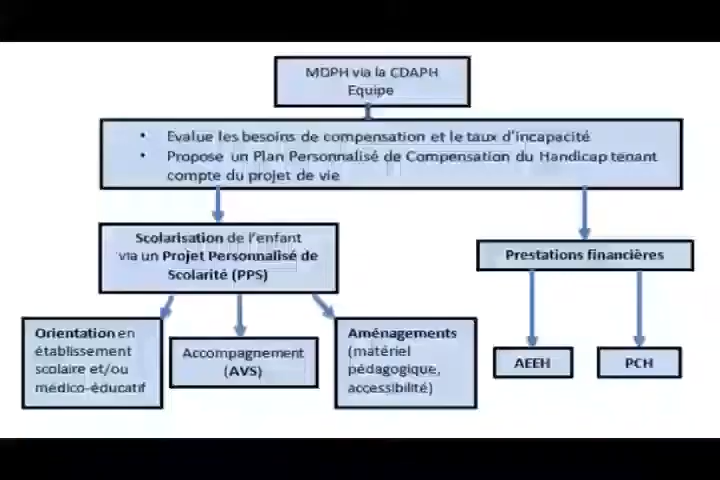 MDPH via la CDAPH
Equipe
• Evalue les besoins de compensation et le taux d'incapacité
• Propose un Plan Personnalisé de Compensation du Handicap tenant
compte du projet de vie
Scolarisation de l'enfant
via un Projet Personnalisé de
Scolarité (PPS)
Prestations financières
Orientation en
établissement
scolaire et/ou
médico-éducatif
Accompagnement
(AVS)
Aménagements
(matériel
pédagogique,
accessibilité)
AEEH
PCH